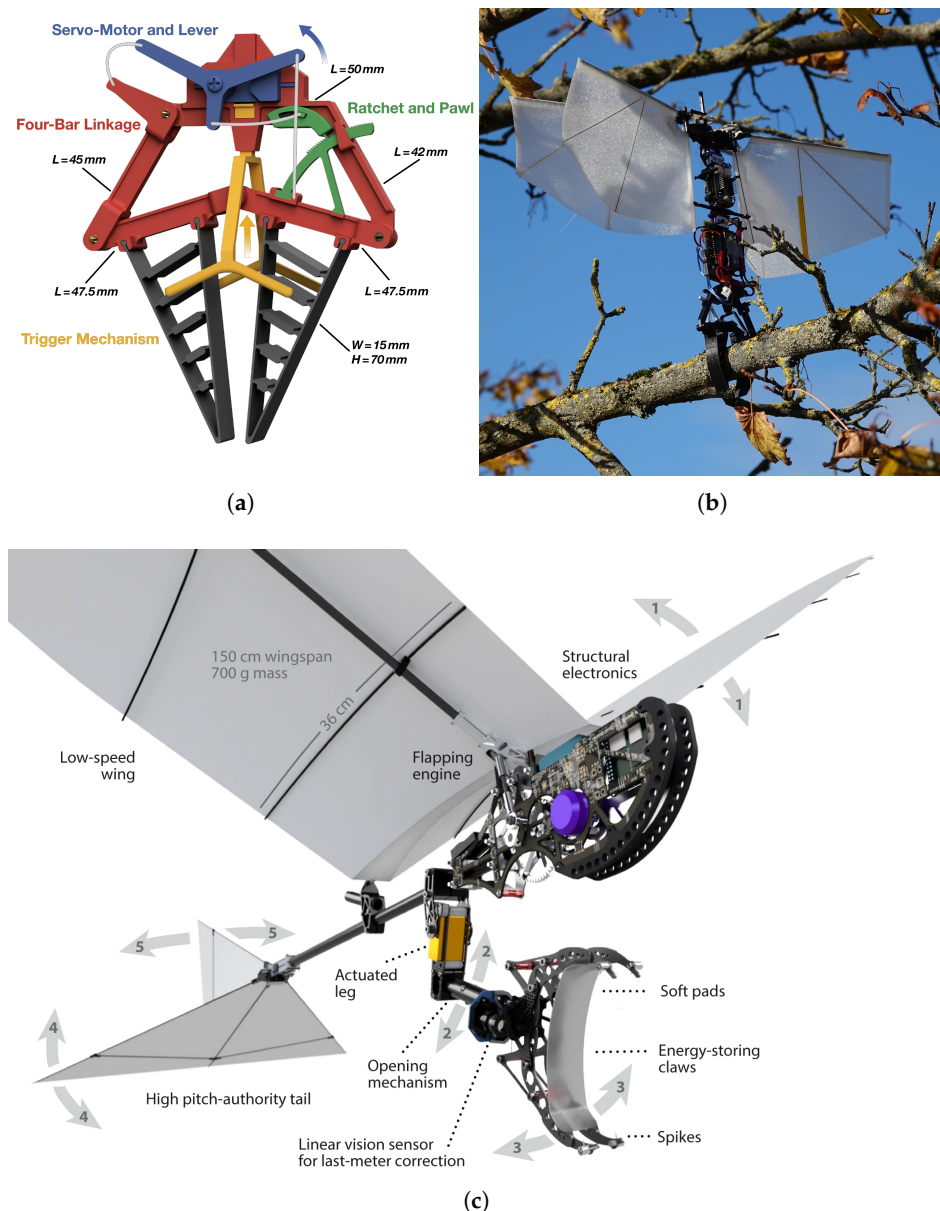 Servo-Motor and Lever
L=50mm
Ratchet and Pawl
Four-Bar Linkage
L=45mm
L=42mm
L=47.5mm
L=47.5mm
Trigger Mechanism
W=15mm
H=70mm
(a)
(b)
1
150 cm wingspan
700 g mass
Structural
electronics
1
36 cm
Low-speed
wing
Flapping
engine
5
5
2
Actuated
leg
Soft pads
4
2
Energy-storing
claws
Opening
mechanism
3
High pitch-authority tail
4
3
Spikes
Linear vision sensor
for last-meter correction
(c)